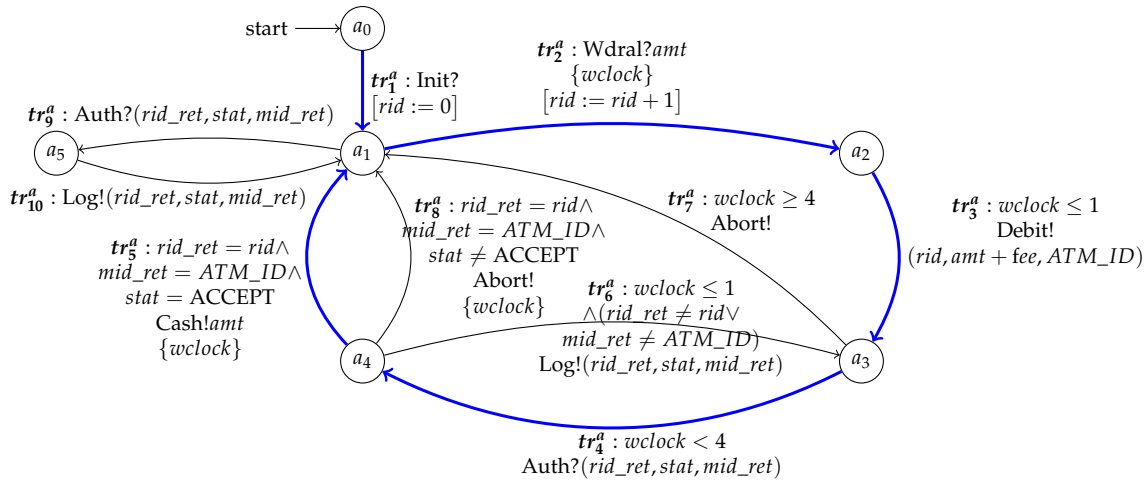 start
a₀
tr₁ᵃ : Init?
[rid := 0]
tr₂ᵃ : Wdral?amt
{wclock}
[rid := rid + 1]
tr₉ᵃ : Auth?(rid_ret, stat, mid_ret)
a₅
a₁
a₂
tr₁₀ᵃ : Log!(rid_ret, stat, mid_ret)
tr₃ᵃ : wclock ≤ 1
Debit!
(rid, amt + fee, ATM_ID)
tr₇ᵃ : wclock ≥ 4
Abort!
tr₈ᵃ : rid_ret = rid∧
mid_ret = ATM_ID∧
stat ≠ ACCEPT
Abort!
{wclock}
tr₅ᵃ : rid_ret = rid∧
mid_ret = ATM_ID∧
stat = ACCEPT
Cash!amt
{wclock}
tr₆ᵃ : wclock ≤ 1
∧(rid_ret ≠ rid∨
mid_ret ≠ ATM_ID)
Log!(rid_ret, stat, mid_ret)
a₄
a₃
tr₄ᵃ : wclock < 4
Auth?(rid_ret, stat, mid_ret)